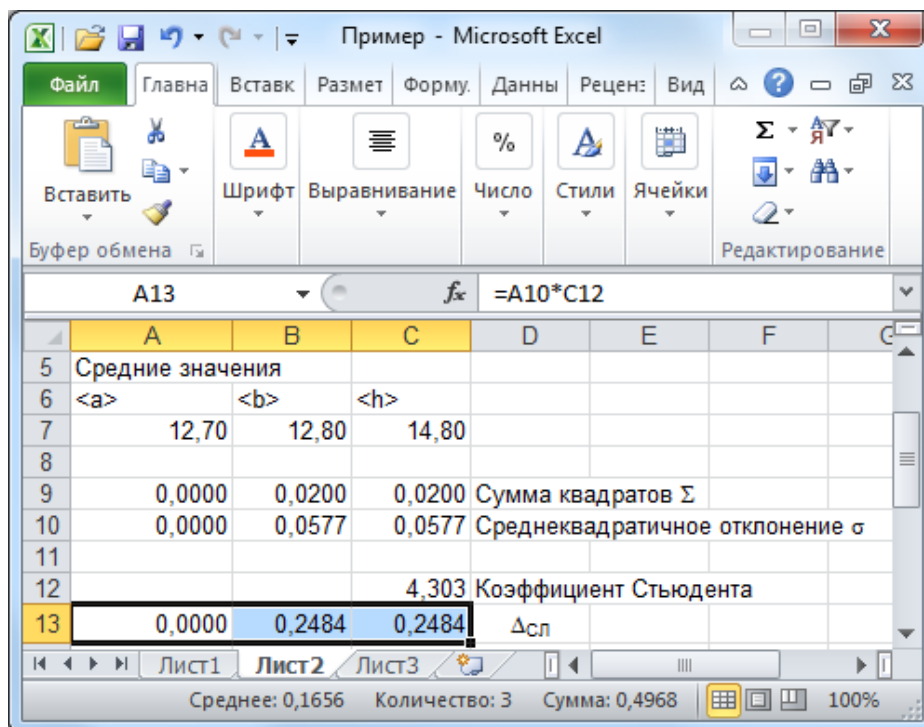 Пример - Microsoft Excel
Файл Главна Вставк Размет Форму. Данны Реценз Вид
Вставить Шрифт Выравнивание Число Стили Ячейки
Буфер обмена Редактирование
A13 fx =A10*C12
A B C D E F G
5 Средние значения
6 <a> <b> <h>
7 12,70 12,80 14,80
8
9 0,0000 0,0200 0,0200 Сумма квадратов Σ
10 0,0000 0,0577 0,0577 Среднеквадратичное отклонение σ
11
12 4,303 Коэффициент Стьюдента
13 0,0000 0,2484 0,2484 Δсл
Лист1 Лист2 Лист3
Среднее: 0,1656 Количество: 3 Сумма: 0,4968 100%